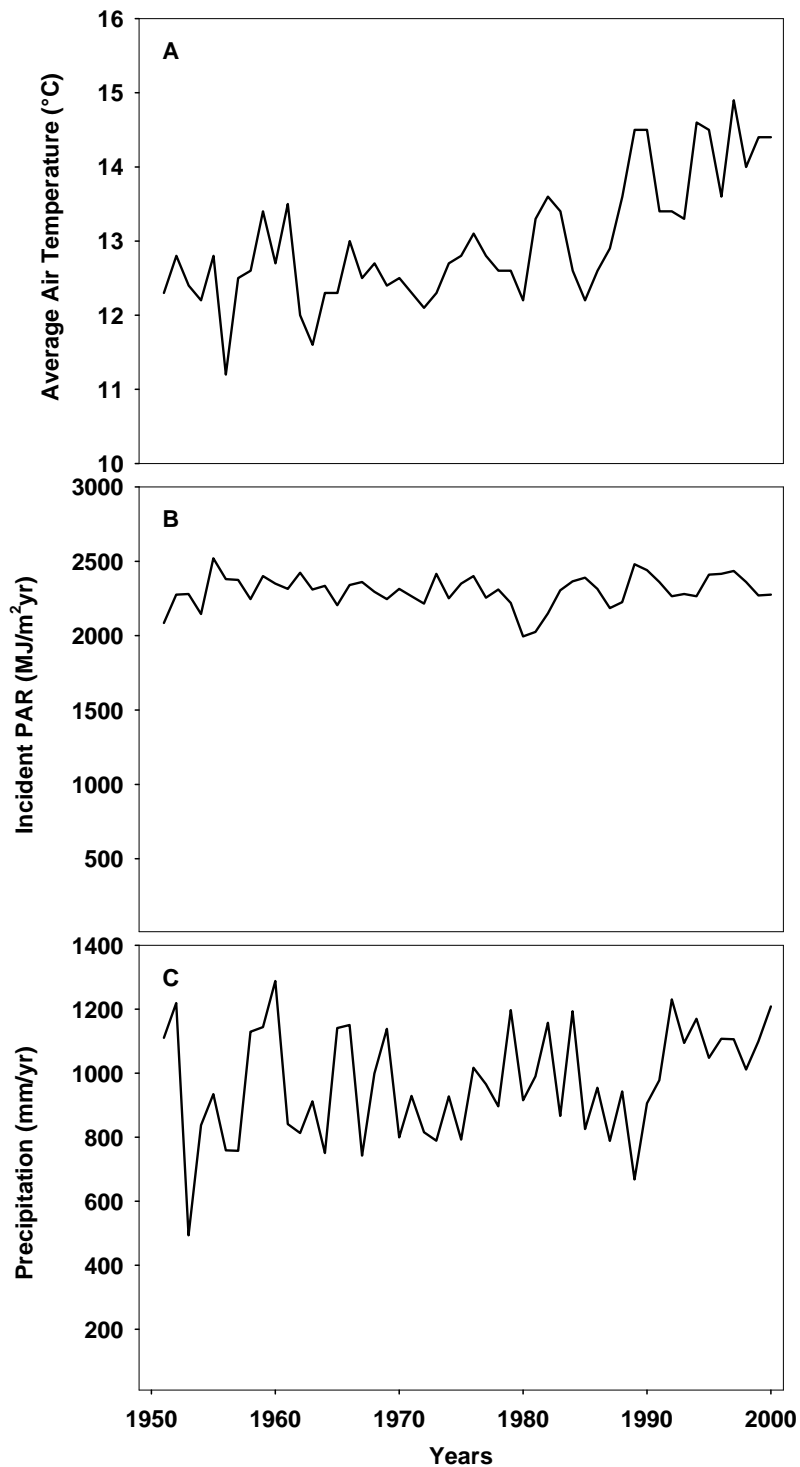 A
Average Air Temperature (°C)
16
15
14
13
12
11
10
B
Incident PAR (MJ/m²yr)
3000
2500
2000
1500
1000
500
C
Precipitation (mm/yr)
1400
1200
1000
800
600
400
200
1950 1960 1970 1980 1990 2000
Years